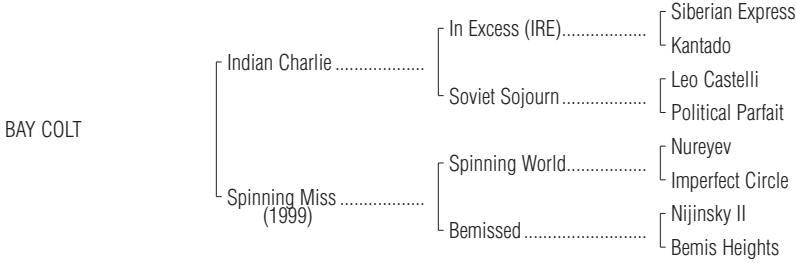 Siberian Express
In Excess (IRE)...................
Kantado
Indian Charlie ....................
Leo Castelli
Soviet Sojourn...................
Political Parfait
BAY COLT
Nureyev
Spinning World..................
Imperfect Circle
Spinning Miss ...................
(1999)
Nijinsky II
Bemissed ...........................
Bemis Heights